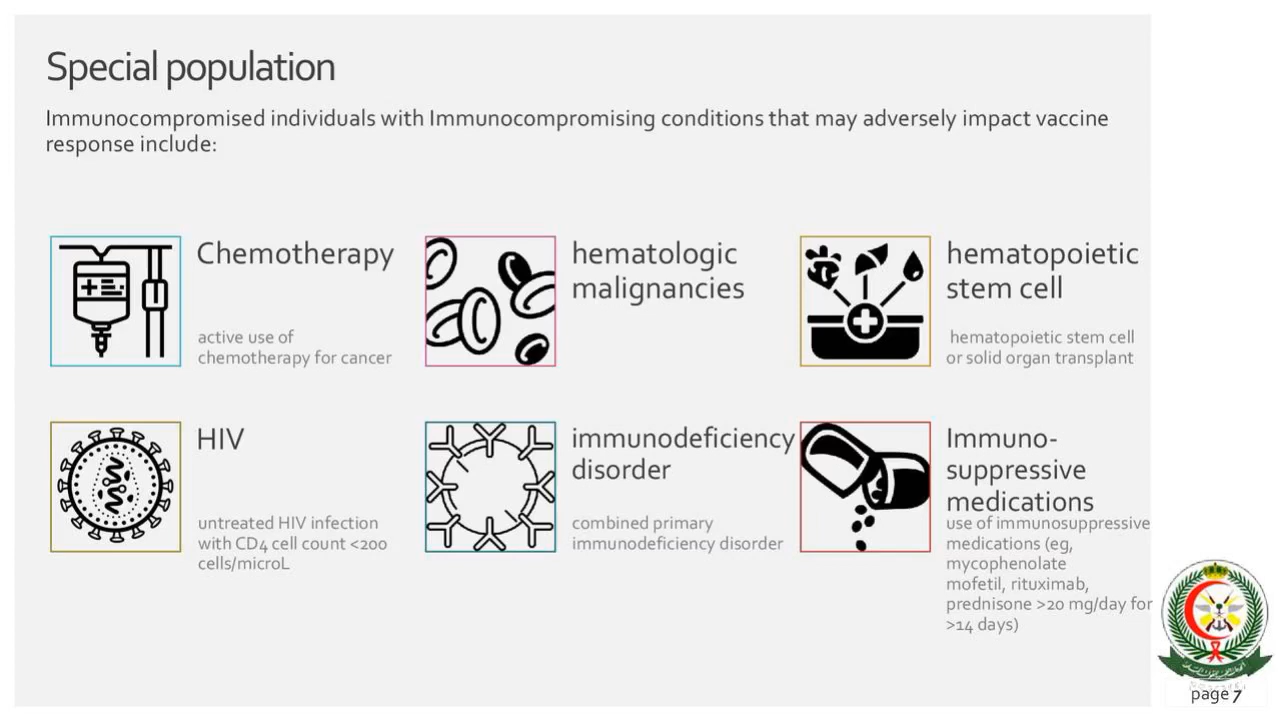 Special population
Immunocompromised individuals with Immunocompromising conditions that may adversely impact vaccine
response include:
Chemotherapy
active use of
chemotherapy for cancer
hematologic
malignancies
hematopoietic
stem cell
hematopoietic stem cell
or solid organ transplant
HIV
untreated HIV infection
with CD4 cell count <200
cells/microL
immunodeficiency
disorder
combined primary
immunodeficiency disorder
Immuno-
suppressive
medications
use of immunosuppressive
medications (eg,
mycophenolate
mofetil, rituximab,
prednisone >20 mg/day for
>14 days)
page 7